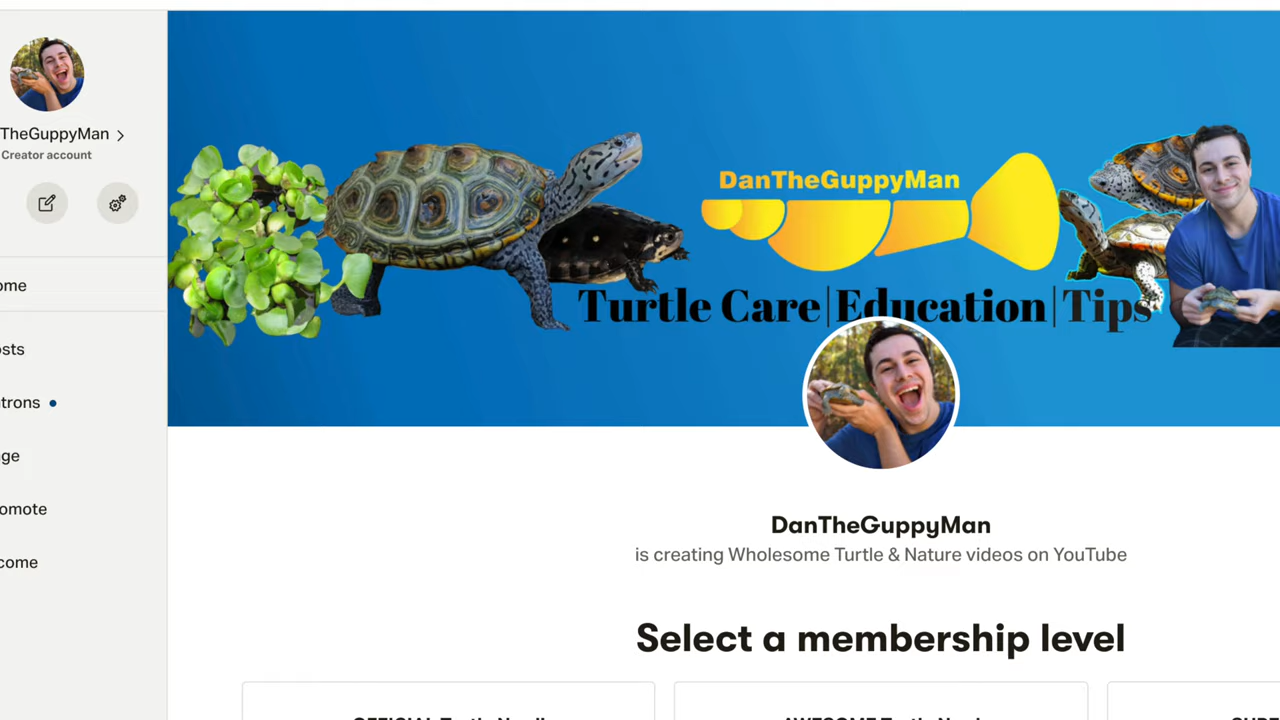 TheGuppyMan
Creator account
ome
osts
trons
ge
omote
come
DanTheGuppyMan
Turtle Care|Education|Tips
DanTheGuppyMan
is creating Wholesome Turtle & Nature videos on YouTube
Select a membership level